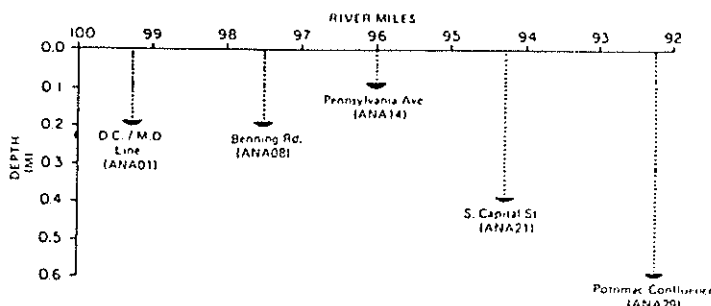 RIVER MILES
100 99 98 97 96 95 94 93 92
0.0
0.1
0.2
0.3
0.4
0.5
0.6
DEPTH
(M)
D.C. / M.D
Line
(ANA01)
Benning Rd.
(ANA08)
Pennsylvania Ave
(ANA14)
S. Capital St
(ANA21)
Potomac Confluence
(ANA29)